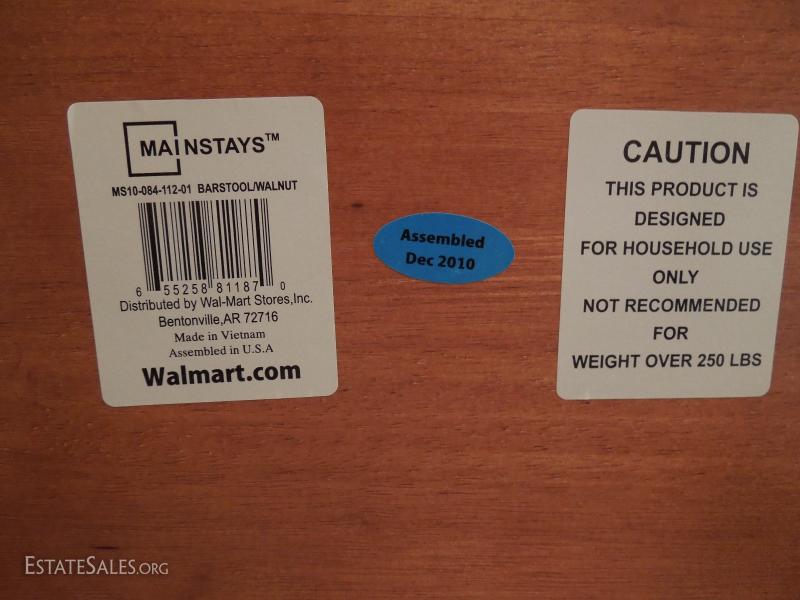 MAINSTAYS™
MS10-084-112-01 BARSTOOL/WALNUT
6 55258 81187 0
Distributed by Wal-Mart Stores,Inc.
Bentonville,AR 72716
Made in Vietnam
Assembled in U.S.A
Walmart.com
Assembled
Dec 2010
CAUTION
THIS PRODUCT IS
DESIGNED
FOR HOUSEHOLD USE
ONLY
NOT RECOMMENDED
FOR
WEIGHT OVER 250 LBS
ESTATESALES.ORG